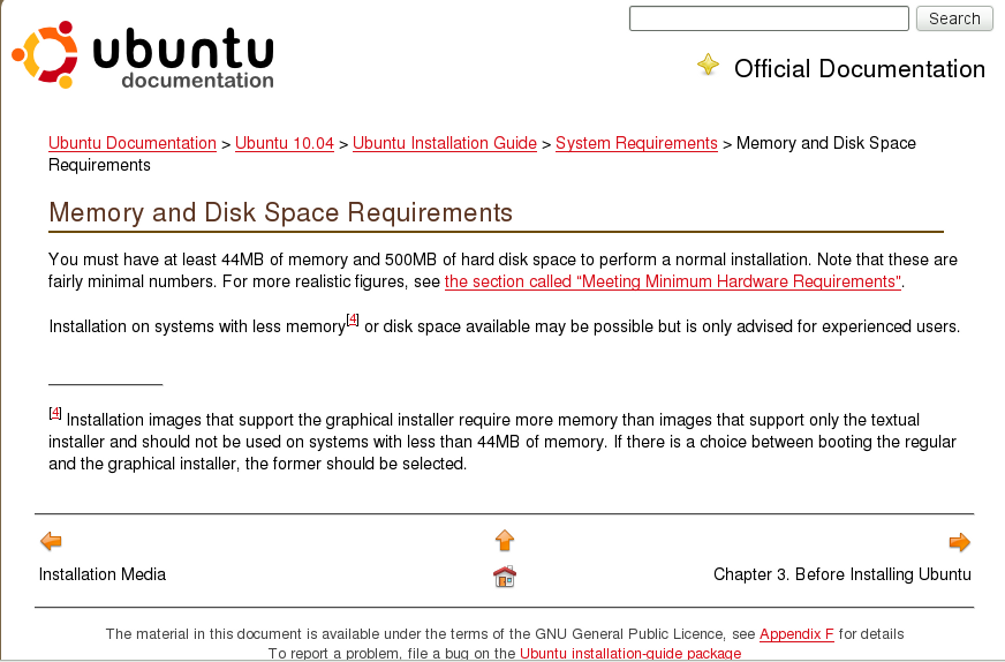 Search
ubuntu
documentation
Official Documentation
Ubuntu Documentation > Ubuntu 10.04 > Ubuntu Installation Guide > System Requirements > Memory and Disk Space
Requirements
Memory and Disk Space Requirements
You must have at least 44MB of memory and 500MB of hard disk space to perform a normal installation. Note that these are
fairly minimal numbers. For more realistic figures, see the section called “Meeting Minimum Hardware Requirements”.
Installation on systems with less memory[4] or disk space available may be possible but is only advised for experienced users.
[4] Installation images that support the graphical installer require more memory than images that support only the textual
installer and should not be used on systems with less than 44MB of memory. If there is a choice between booting the regular
and the graphical installer, the former should be selected.
Installation Media
Chapter 3. Before Installing Ubuntu
The material in this document is available under the terms of the GNU General Public Licence, see Appendix F for details
To report a problem, file a bug on the Ubuntu installation-guide package